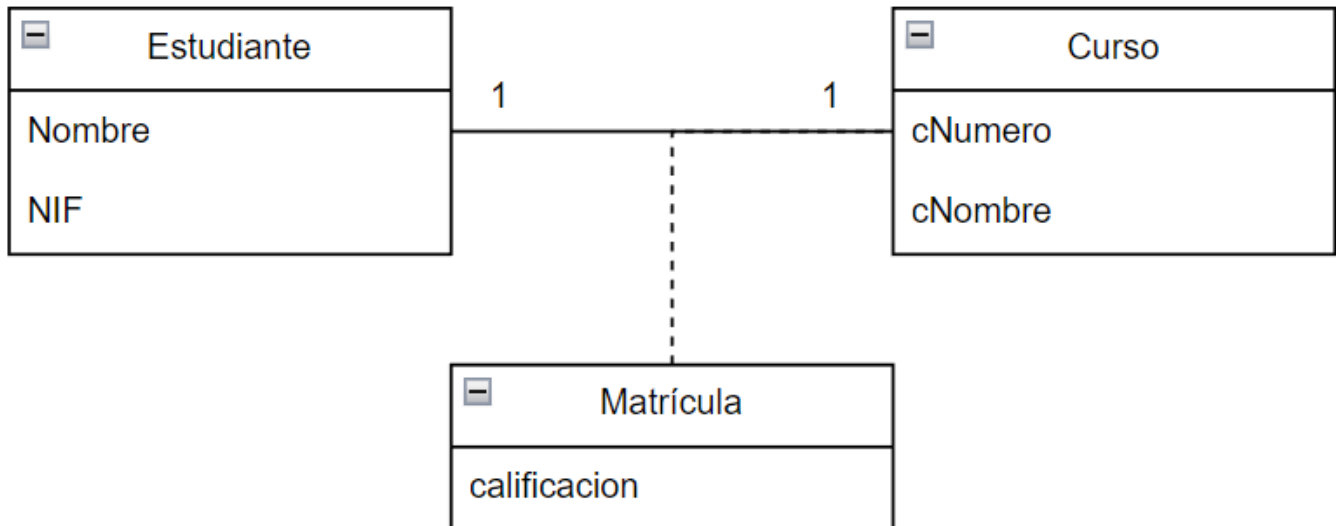 Estudiante
Nombre
NIF
1
1
Curso
cNumero
cNombre
Matrícula
calificacion